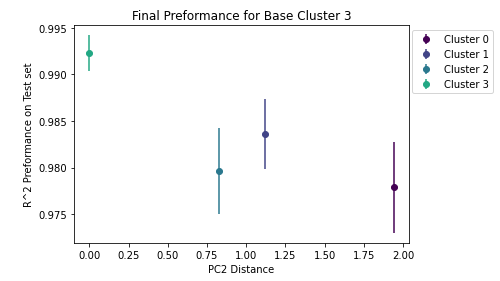 Final Preformance for Base Cluster 3
R^2 Preformance on Test set
0.995
0.990
0.985
0.980
0.975
0.00 0.25 0.50 0.75 1.00 1.25 1.50 1.75 2.00
PC2 Distance
Cluster 0
Cluster 1
Cluster 2
Cluster 3